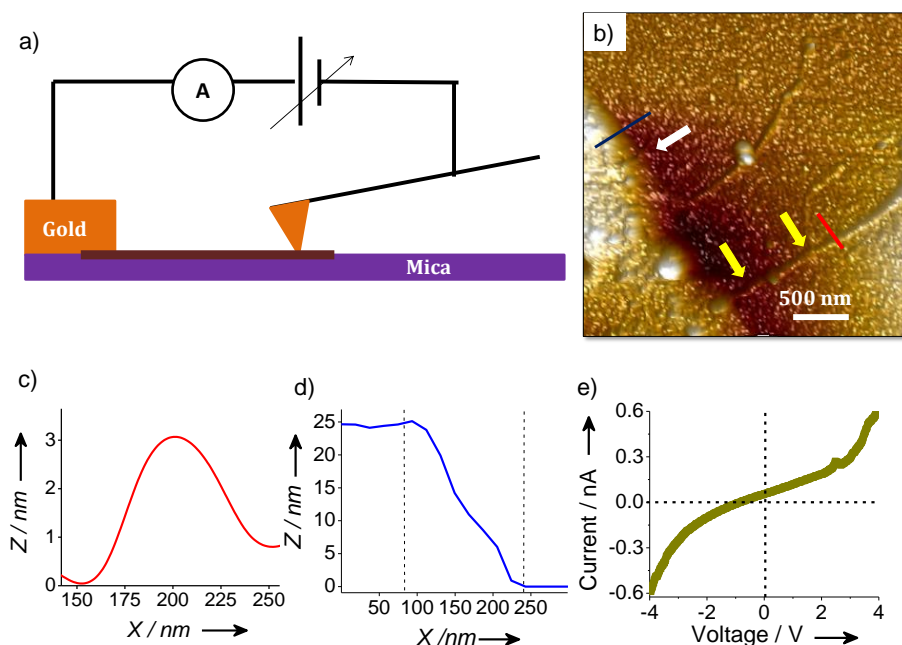 a)
A
Gold
Mica
b)
500 nm
c)
3
2
1
0
Z / nm
150 175 200 225 250
X / nm
d)
25
20
15
10
5
0
Z / nm
50 100 150 200 250
X / nm
e)
0.6
0.3
0.0
-0.3
-0.6
Current / nA
-4 -2 0 2 4
Voltage / V